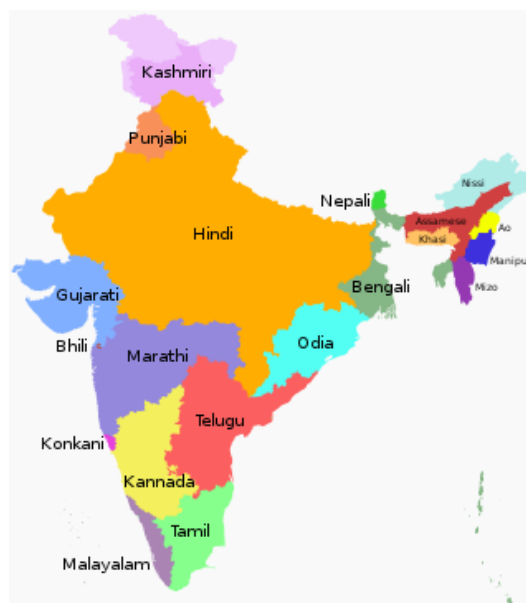 Kashmiri
Punjabi
Nissi
Nepali
Assamese
Ao
Hindi
Khasi
Manipu
Gujarati
Bengali
Mizo
Bhili
Marathi
Odia
Telugu
Konkani
Kannada
Tamil
Malayalam